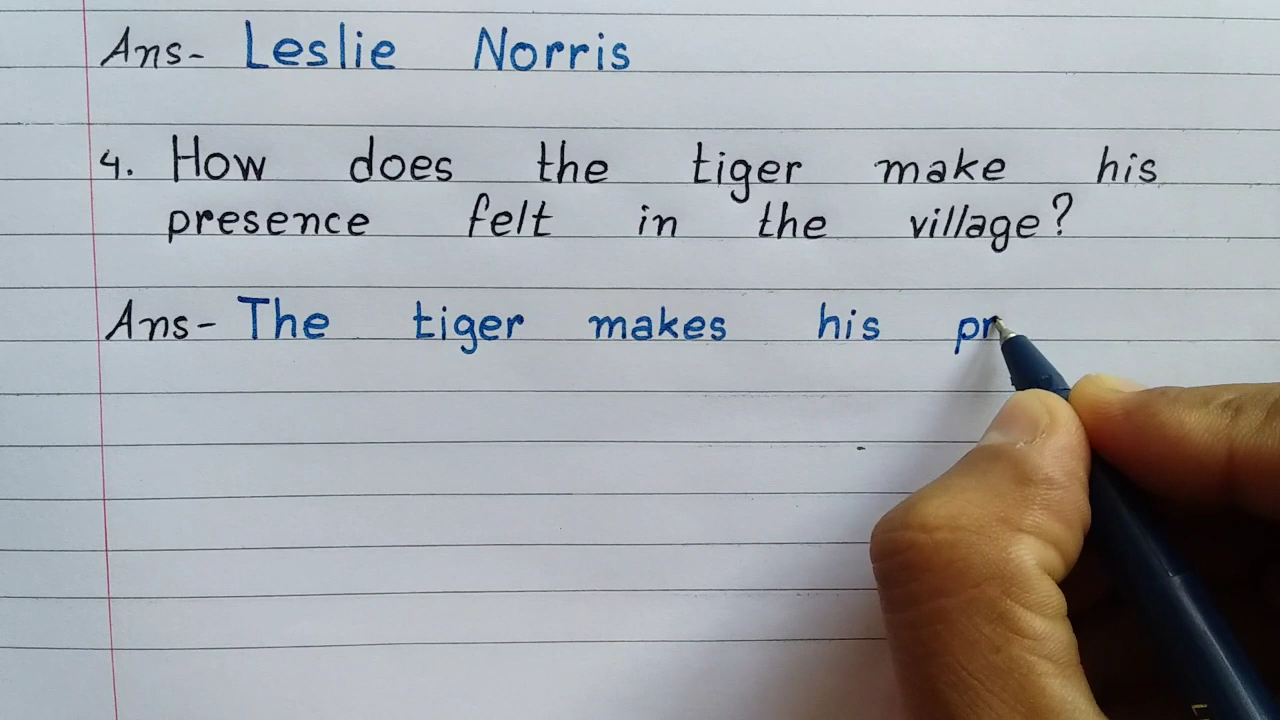 Ans- Leslie Norris
4. How does the tiger make his
presence felt in the village?
Ans- The tiger makes his pr